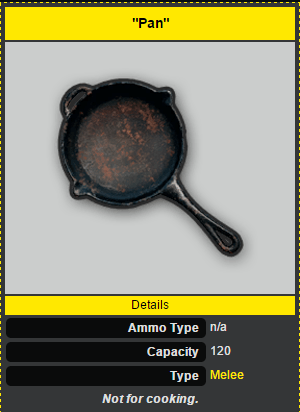 "Pan"
Details
Ammo Type n/a
Capacity 120
Type Melee
Not for cooking.